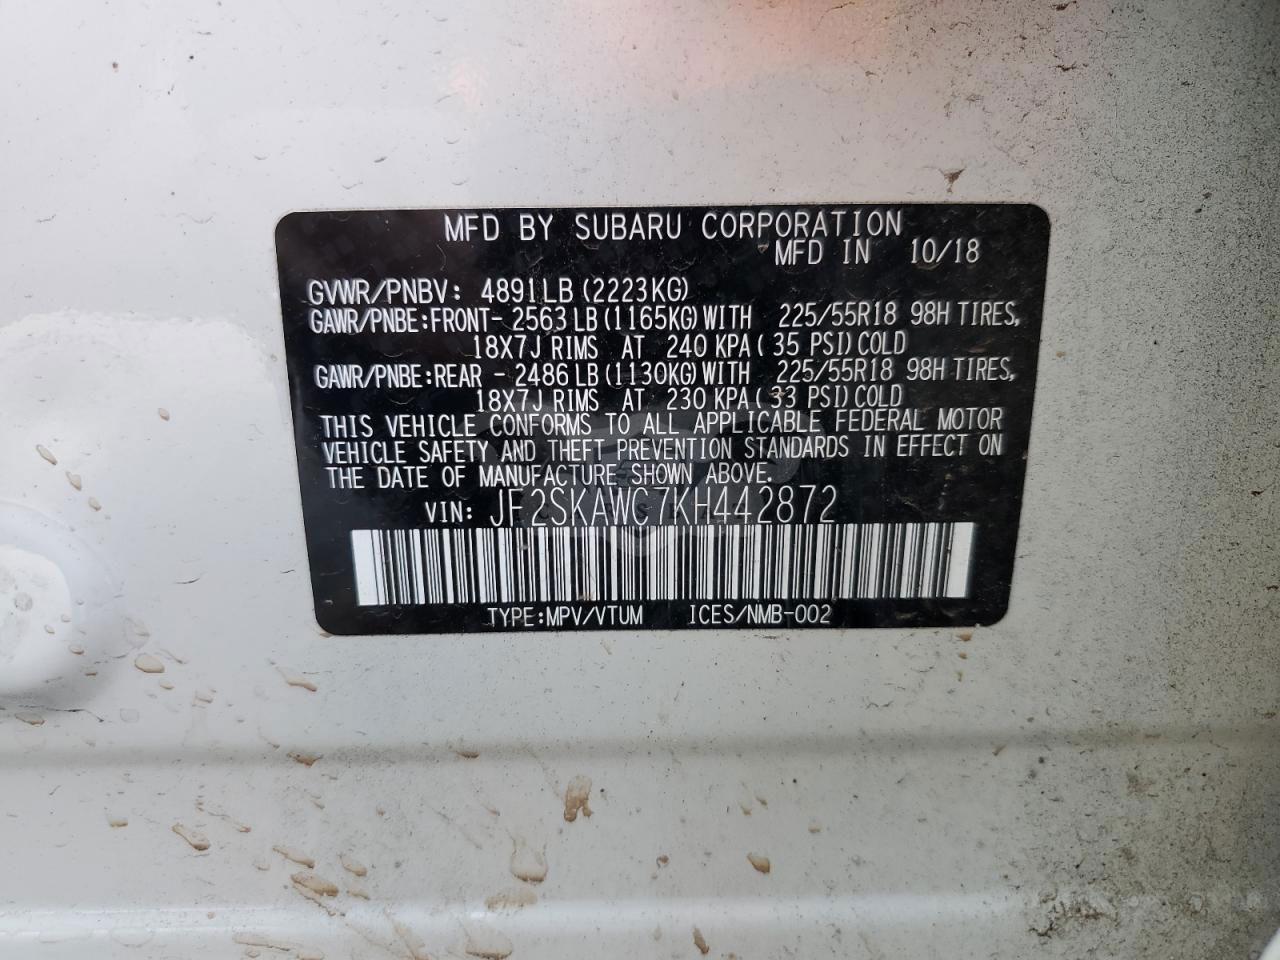 MFD BY SUBARU CORPORATION
MFD IN 10/18
GVWR/PNBV: 4891LB (2223KG)
GAWR/PNBE:FRONT- 2563 LB (1165KG) WITH 225/55R18 98H TIRES,
18X7J RIMS AT 240 KPA ( 35 PSI) COLD
GAWR/PNBE:REAR - 2486 LB (1130KG) WITH 225/55R18 98H TIRES,
18X7J RIMS AT 230 KPA ( 33 PSI) COLD
THIS VEHICLE CONFORMS TO ALL APPLICABLE FEDERAL MOTOR
VEHICLE SAFETY AND THEFT PREVENTION STANDARDS IN EFFECT ON
THE DATE OF MANUFACTURE SHOWN ABOVE.
VIN: JF2SKAWC7KH442872
TYPE:MPV/VTUM ICES/NMB-002